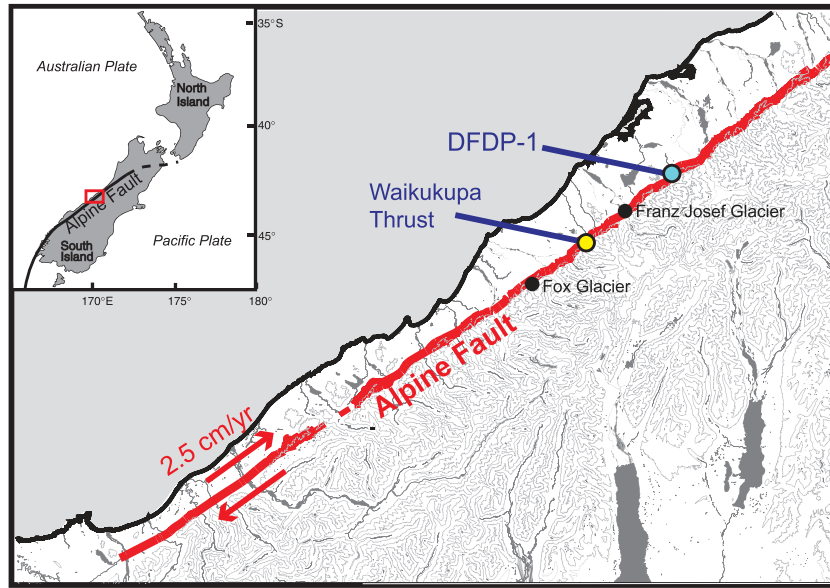 35°S
Australian Plate
North
Island
40°
Alpine Fault
South
Island
Pacific Plate
45°
170°E
175°
180°
DFDP-1
Waikukupa
Thrust
Franz Josef Glacier
Fox Glacier
Alpine Fault
2.5 cm/yr